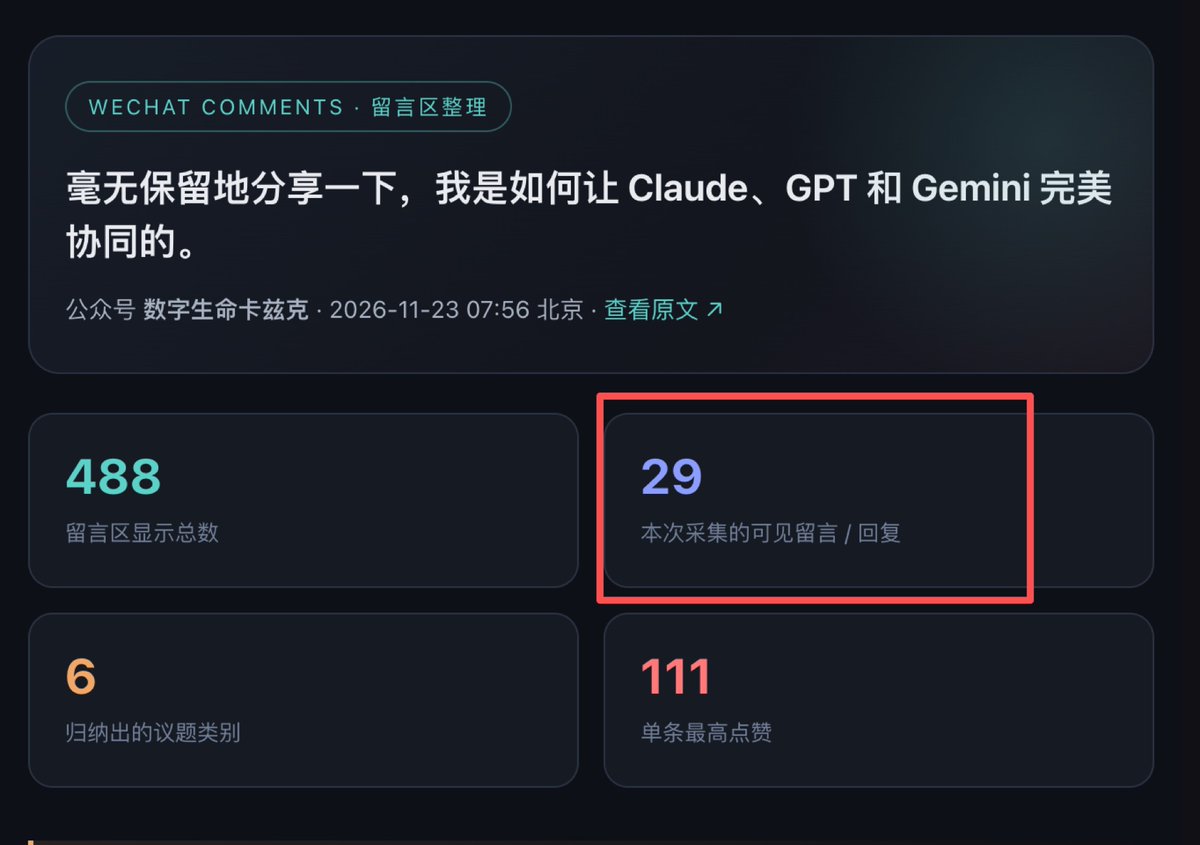 WECHAT COMMENTS · 留言区整理
毫无保留地分享一下，我是如何让 Claude、GPT 和 Gemini 完美
协同的。
公众号 数字生命卡兹克 · 2026-11-23 07:56 北京 · 查看原文 ↗
488
留言区显示总数
29
本次采集的可见留言 / 回复
6
归纳出的议题类别
111
单条最高点赞